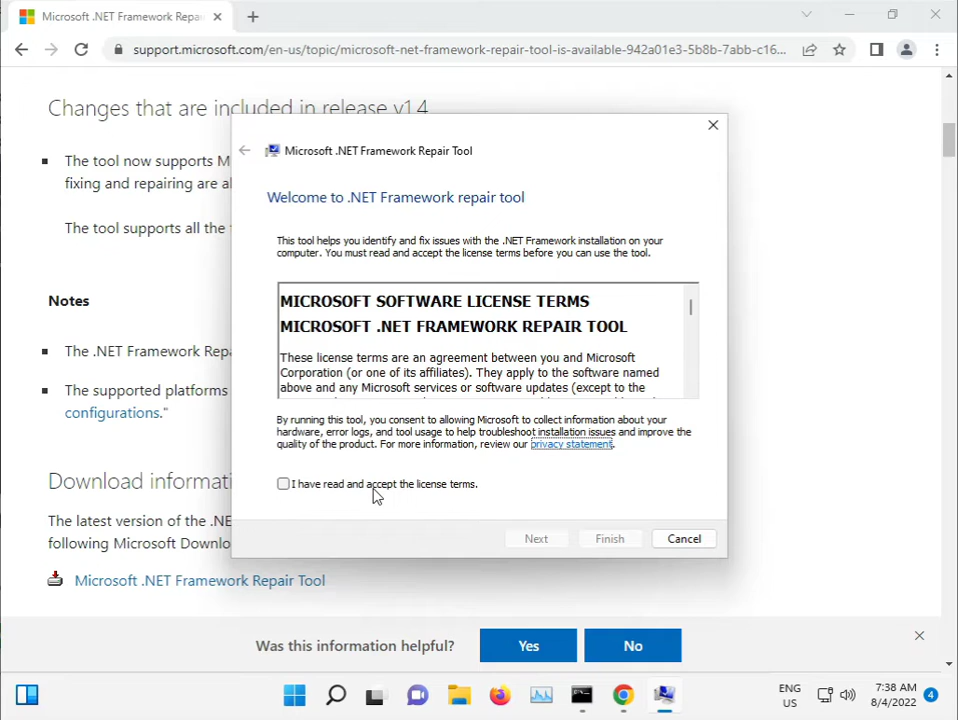 Microsoft .NET Framework Repa
support.microsoft.com/en-us/topic/microsoft-net-framework-repair-tool-is-available-942a01e3-5b8b-7abb-c16...
Changes that are included in release v1.4
The tool now supports M
fixing and repairing are al
The tool supports all the
Notes
The .NET Framework Repa
The supported platforms
configurations."
Download informati
The latest version of the .NE
following Microsoft Downlo
Microsoft .NET Framework Repair Tool
Microsoft .NET Framework Repair Tool
Welcome to .NET Framework repair tool
This tool helps you identify and fix issues with the .NET Framework installation on your
computer. You must read and accept the license terms before you can use the tool.
MICROSOFT SOFTWARE LICENSE TERMS
MICROSOFT .NET FRAMEWORK REPAIR TOOL
These license terms are an agreement between you and Microsoft
Corporation (or one of its affiliates). They apply to the software named
above and any Microsoft services or software updates (except to the
By running this tool, you consent to allowing Microsoft to collect information about your
hardware, error logs, and tool usage to help troubleshoot installation issues and improve the
quality of the product. For more information, review our privacy statement.
I have read and accept the license terms.
Next
Finish
Cancel
Was this information helpful?
Yes
No
ENG
US
7:38 AM
8/4/2022
4